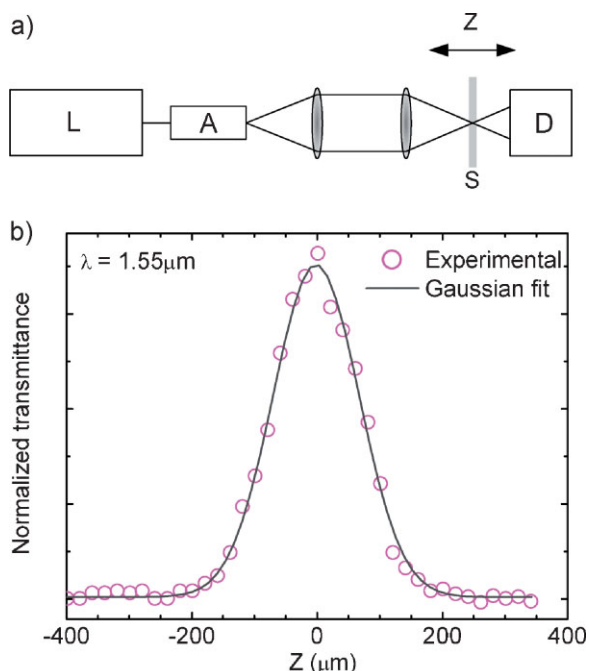 a)
Z
L
A
D
S
b)
λ = 1.55μm
Experimental.
Gaussian fit
Normalized transmittance
-400
-200
0
200
400
Z (μm)